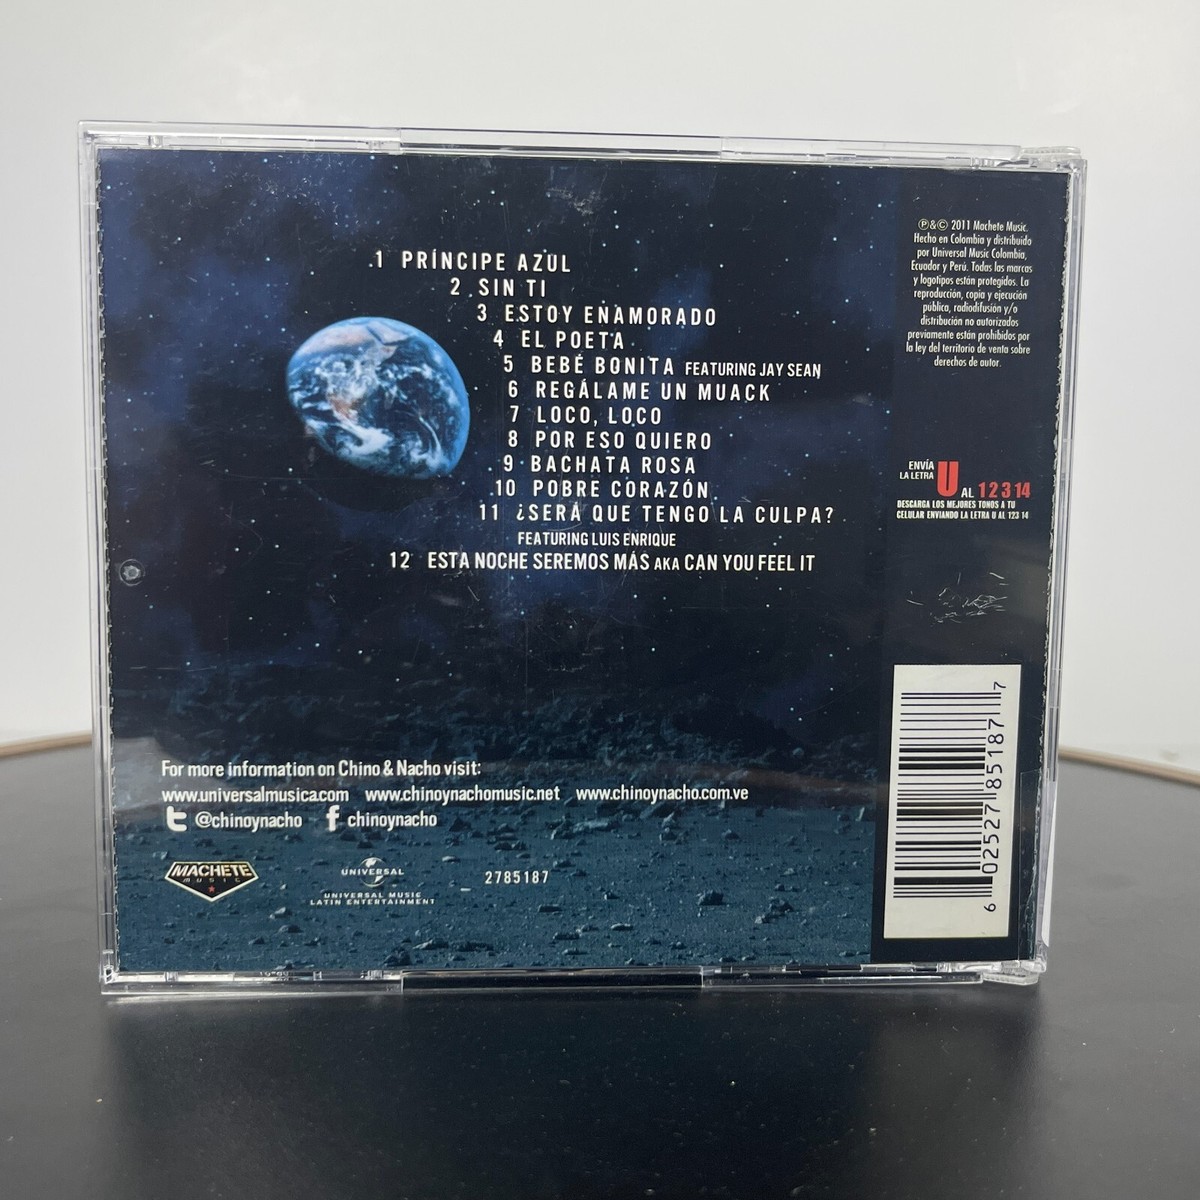 1 PRÍNCIPE AZUL
2 SIN TI
3 ESTOY ENAMORADO
4 EL POETA
5 BEBÉ BONITA FEATURING JAY SEAN
6 REGÁLAME UN MUACK
7 LOCO, LOCO
8 POR ESO QUIERO
9 BACHATA ROSA
10 POBRE CORAZÓN
11 ¿SERÁ QUE TENGO LA CULPA?
FEATURING LUIS ENRIQUE
12 ESTA NOCHE SEREMOS MÁS AKA CAN YOU FEEL IT
℗&© 2011 Machete Music.
Hecho en Colombia y distribuido
por Universal Music Colombia,
Ecuador y Perú. Todas las marcas
y logotipos están protegidos. La
reproducción, copia y ejecución
publica, radiodifusión y/o
distribución no autorizados
previamente están prohibidos por
la ley del territorio de venta sobre
derechos de autor.
ENVÍA
LA LETRA U AL 12314
DESCARGA LOS MEJORES TONOS A TU
CELULAR ENVIANDO LA LETRA U AL 123 14
For more information on Chino & Nacho visit:
www.universalmusica.com www.chinoynachomusic.net www.chinoynacho.com.ve
@chinoynacho f chinoynacho
MACHETE
MUSIC
UNIVERSAL
UNIVERSAL MUSIC
LATIN ENTERTAINMENT
2785187
6 02527 85187 7